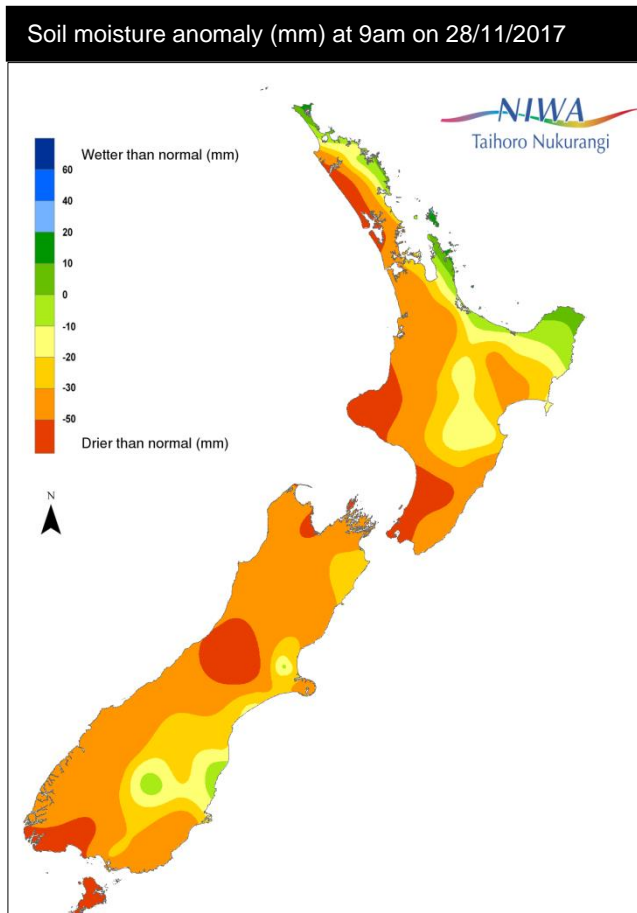 Soil moisture anomaly (mm) at 9am on 28/11/2017
NIWA
Taihoro Nukurangi
Wetter than normal (mm)
60
40
20
10
0
-10
-20
-30
-50
Drier than normal (mm)
N